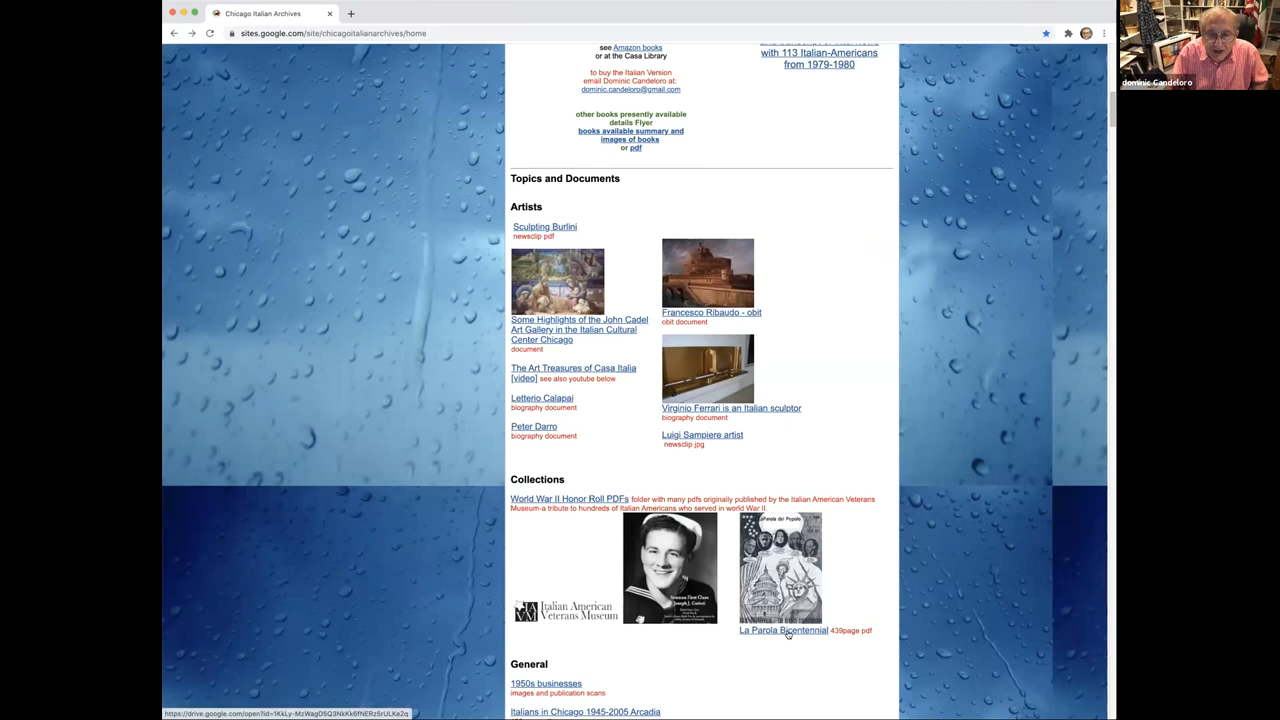 Chicago Italian Archives
sites.google.com/site/chicagoitalianarchives/home
dominic Candeloro
see Amazon books
or at the Casa Library
to buy the Italian Version
email Dominic Candeloro at:
dominic.candeloro@gmail.com
with 113 Italian-Americans
from 1979-1980
other books presently available
details Flyer
books available summary and
images of books
or pdf
Topics and Documents
Artists
Sculpting Burlini
newsclip pdf
Some Highlights of the John Cadel
Art Gallery in the Italian Cultural
Center Chicago
document
The Art Treasures of Casa Italia
[video] see also youtube below
Letterio Calapai
biography document
Peter Darro
biography document
Francesco Ribaudo - obit
obit document
Virginio Ferrari is an Italian sculptor
biography document
Luigi Sampiere artist
newsclip jpg
Collections
World War II Honor Roll PDFs folder with many pdfs originally published by the Italian American Veterans
Museum-a tribute to hundreds of Italian Americans who served in world War II.
Italian American
Veterans Museum
Seaman First Class
Joseph J.
La Parola del Popolo
La Parola Bicentennial 439page pdf
General
1950s businesses
images and publication scans
Italians in Chicago 1945-2005 Arcadia